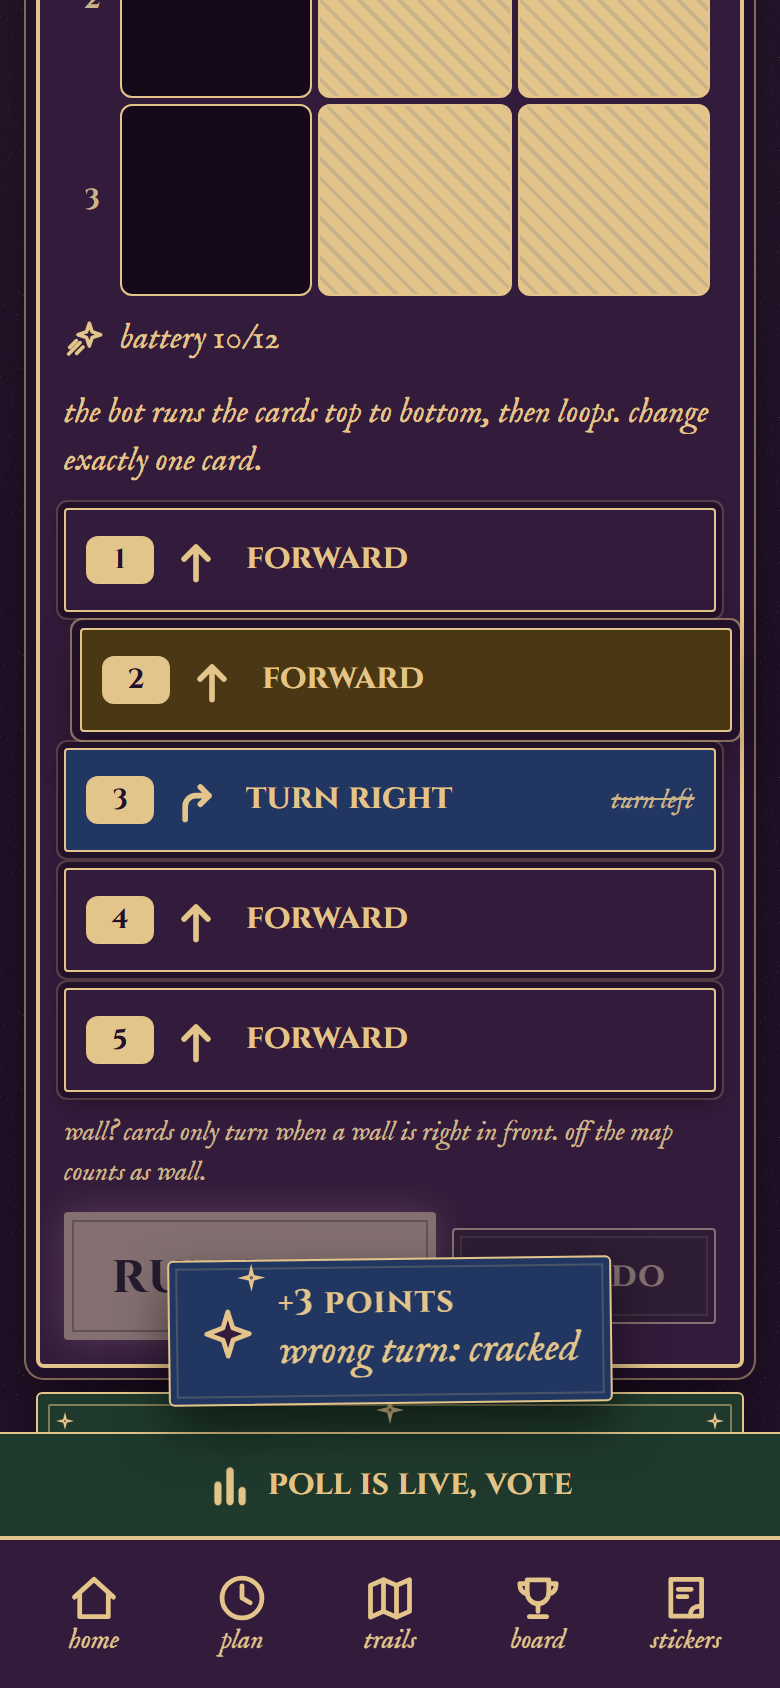 2
3
battery 10/12
the bot runs the cards top to bottom, then loops. change
exactly one card.
1 FORWARD
2 FORWARD
3 TURN RIGHT turn left
4 FORWARD
5 FORWARD
wall? cards only turn when a wall is right in front. off the map
counts as wall.
+3 POINTS
wrong turn: cracked
POLL IS LIVE, VOTE
home plan trails board stickers